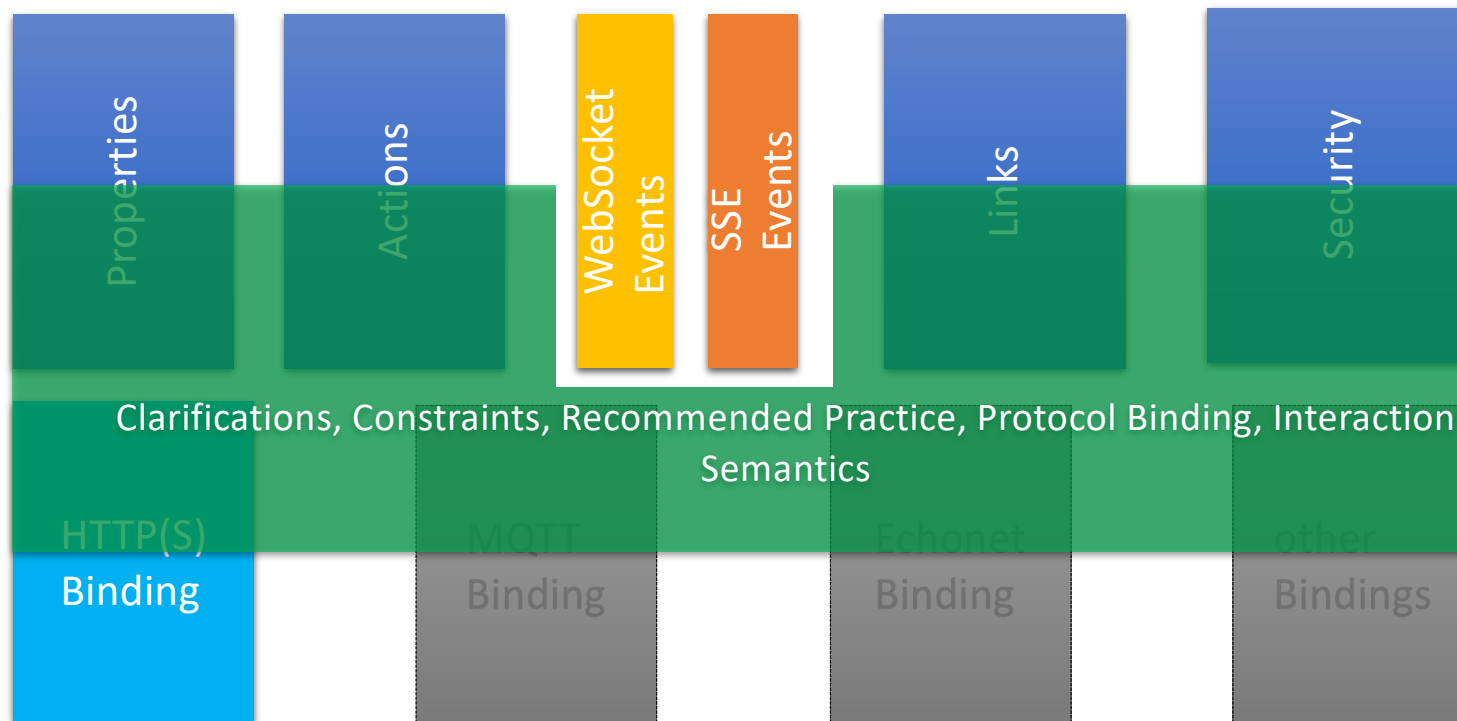 Properties
Actions
WebSocket
Events
SSE
Events
Links
Security
Clarifications, Constraints, Recommended Practice, Protocol Binding, Interaction
Semantics
HTTP(S)
Binding
MQTT
Binding
Echonet
Binding
other
Bindings